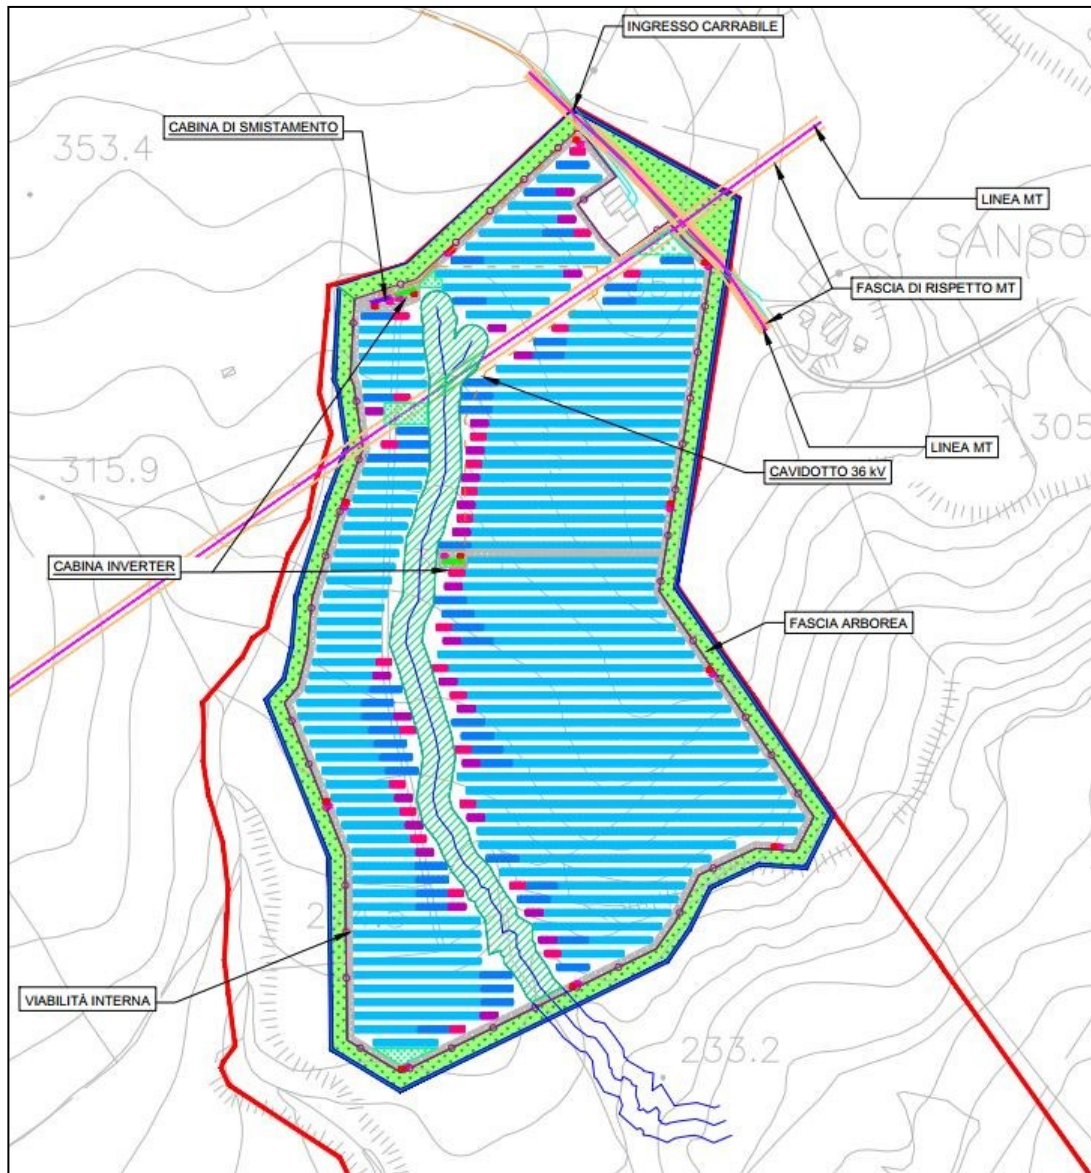 INGRESSO CARRABILE
CABINA DI SMISTAMENTO
353.4
LINEA MT
C. SANSO
FASCIA DI RISPETTO MT
305
LINEA MT
315.9
CAVIDOTTO 36 kV
CABINA INVERTER
FASCIA ARBOREA
VIABILITÀ INTERNA
233.2